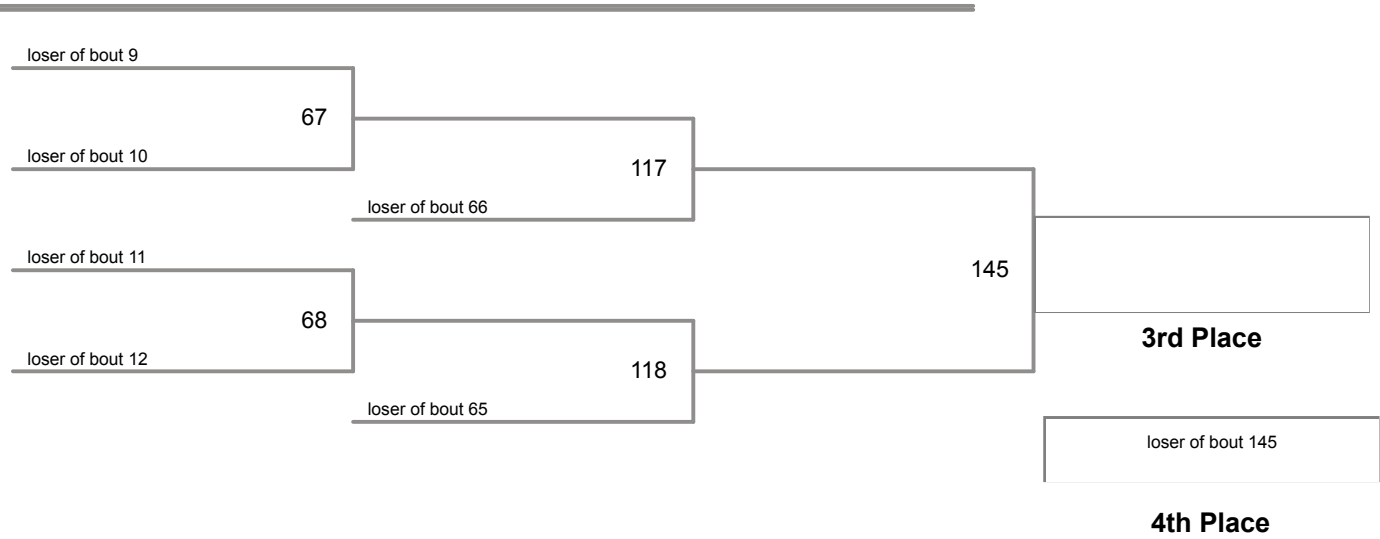 loser of bout 9
67
loser of bout 10
117
loser of bout 66
loser of bout 11
145
68
3rd Place
loser of bout 12
118
loser of bout 65
loser of bout 145
4th Place